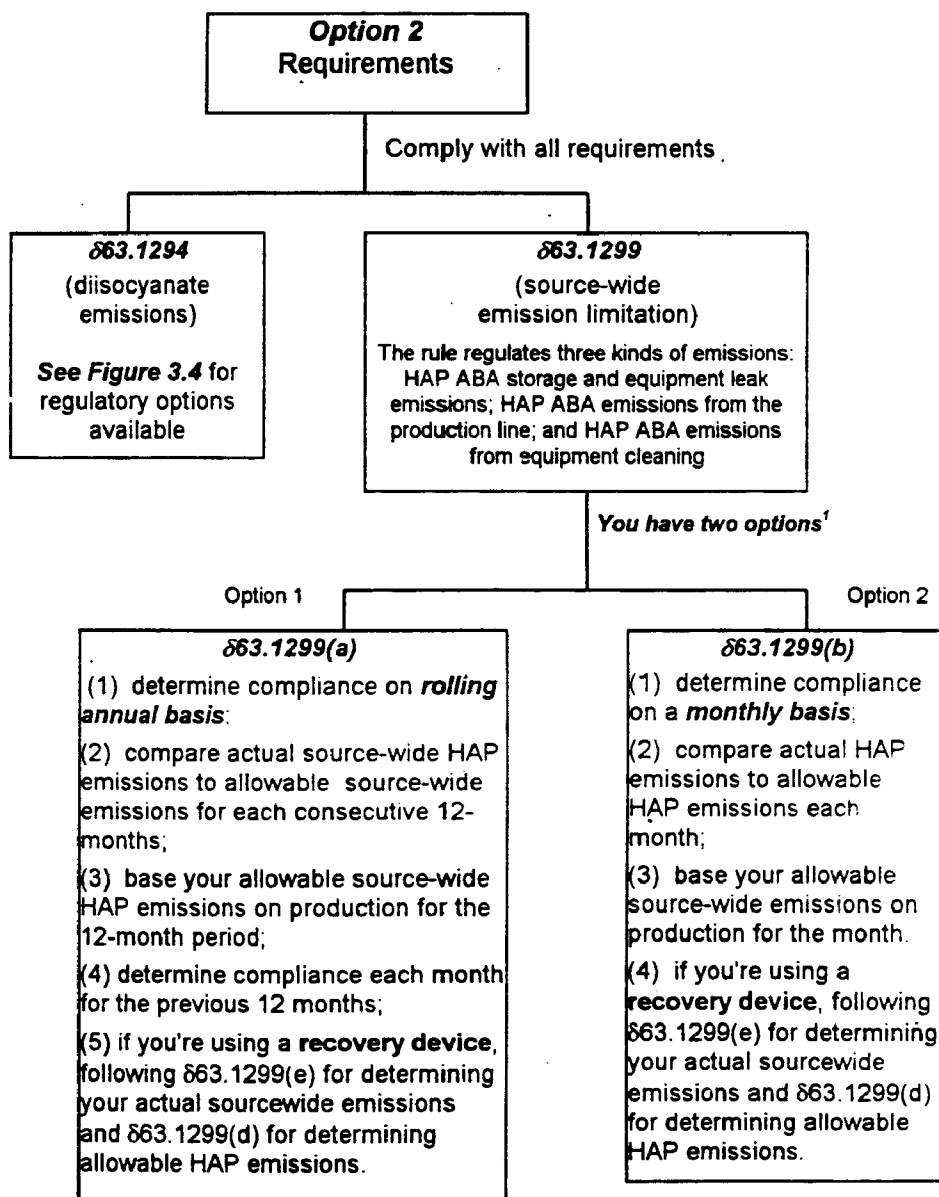 Option 2
Requirements
Comply with all requirements
δ63.1294
(diisocyanate
emissions)
See Figure 3.4 for
regulatory options
available
δ63.1299
(source-wide
emission limitation)
The rule regulates three kinds of emissions:
HAP ABA storage and equipment leak
emissions; HAP ABA emissions from the
production line; and HAP ABA emissions
from equipment cleaning
You have two options¹
Option 1
δ63.1299(a)
(1) determine compliance on rolling
annual basis;
(2) compare actual source-wide HAP
emissions to allowable source-wide
emissions for each consecutive 12-
months;
(3) base your allowable source-wide
HAP emissions on production for the
12-month period;
(4) determine compliance each month
for the previous 12 months;
(5) if you're using a recovery device,
following δ63.1299(e) for determining
your actual sourcewide emissions
and δ63.1299(d) for determining
allowable HAP emissions.
Option 2
δ63.1299(b)
(1) determine compliance
on a monthly basis;
(2) compare actual HAP
emissions to allowable
HAP emissions each
month;
(3) base your allowable
source-wide emissions on
production for the month.
(4) if you're using a
recovery device, following
δ63.1299(e) for determining
your actual sourcewide
emissions and δ63.1299(d)
for determining allowable
HAP emissions.